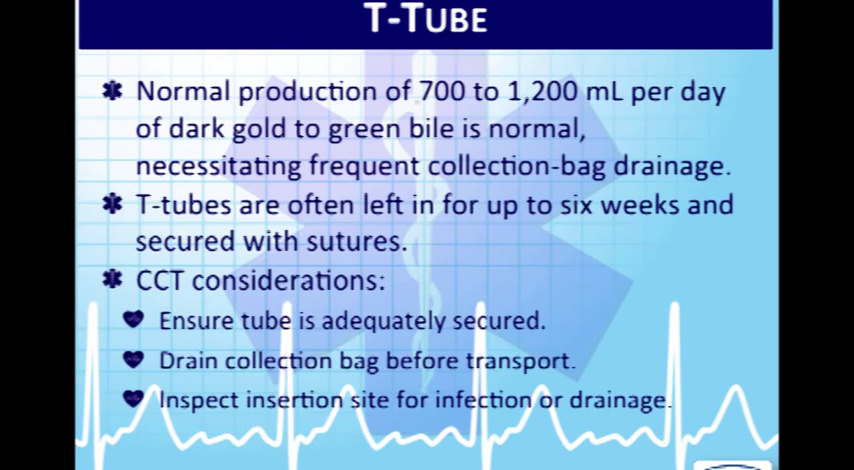 T-TUBE
Normal production of 700 to 1,200 mL per day
of dark gold to green bile is normal,
necessitating frequent collection-bag drainage.
T-tubes are often left in for up to six weeks and
secured with sutures.
CCT considerations:
Ensure tube is adequately secured.
Drain collection bag before transport.
Inspect insertion site for infection or drainage.